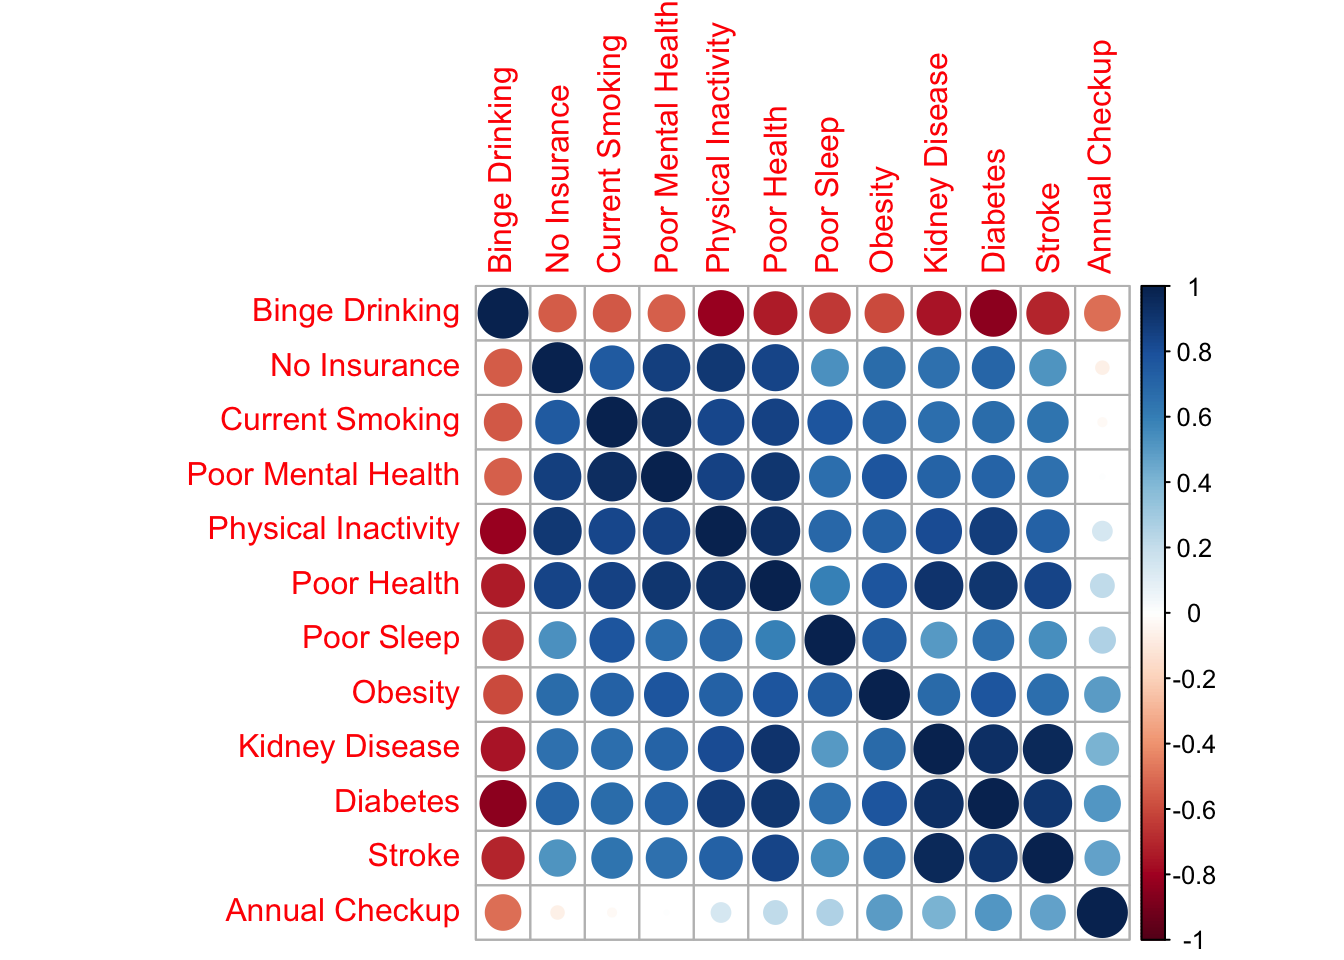 Binge Drinking
No Insurance
Current Smoking
Poor Mental Health
Physical Inactivity
Poor Health
Poor Sleep
Obesity
Kidney Disease
Diabetes
Stroke
Annual Checkup
Binge Drinking
No Insurance
Current Smoking
Poor Mental Health
Physical Inactivity
Poor Health
Poor Sleep
Obesity
Kidney Disease
Diabetes
Stroke
Annual Checkup
1
0.8
0.6
0.4
0.2
0
-0.2
-0.4
-0.6
-0.8
-1